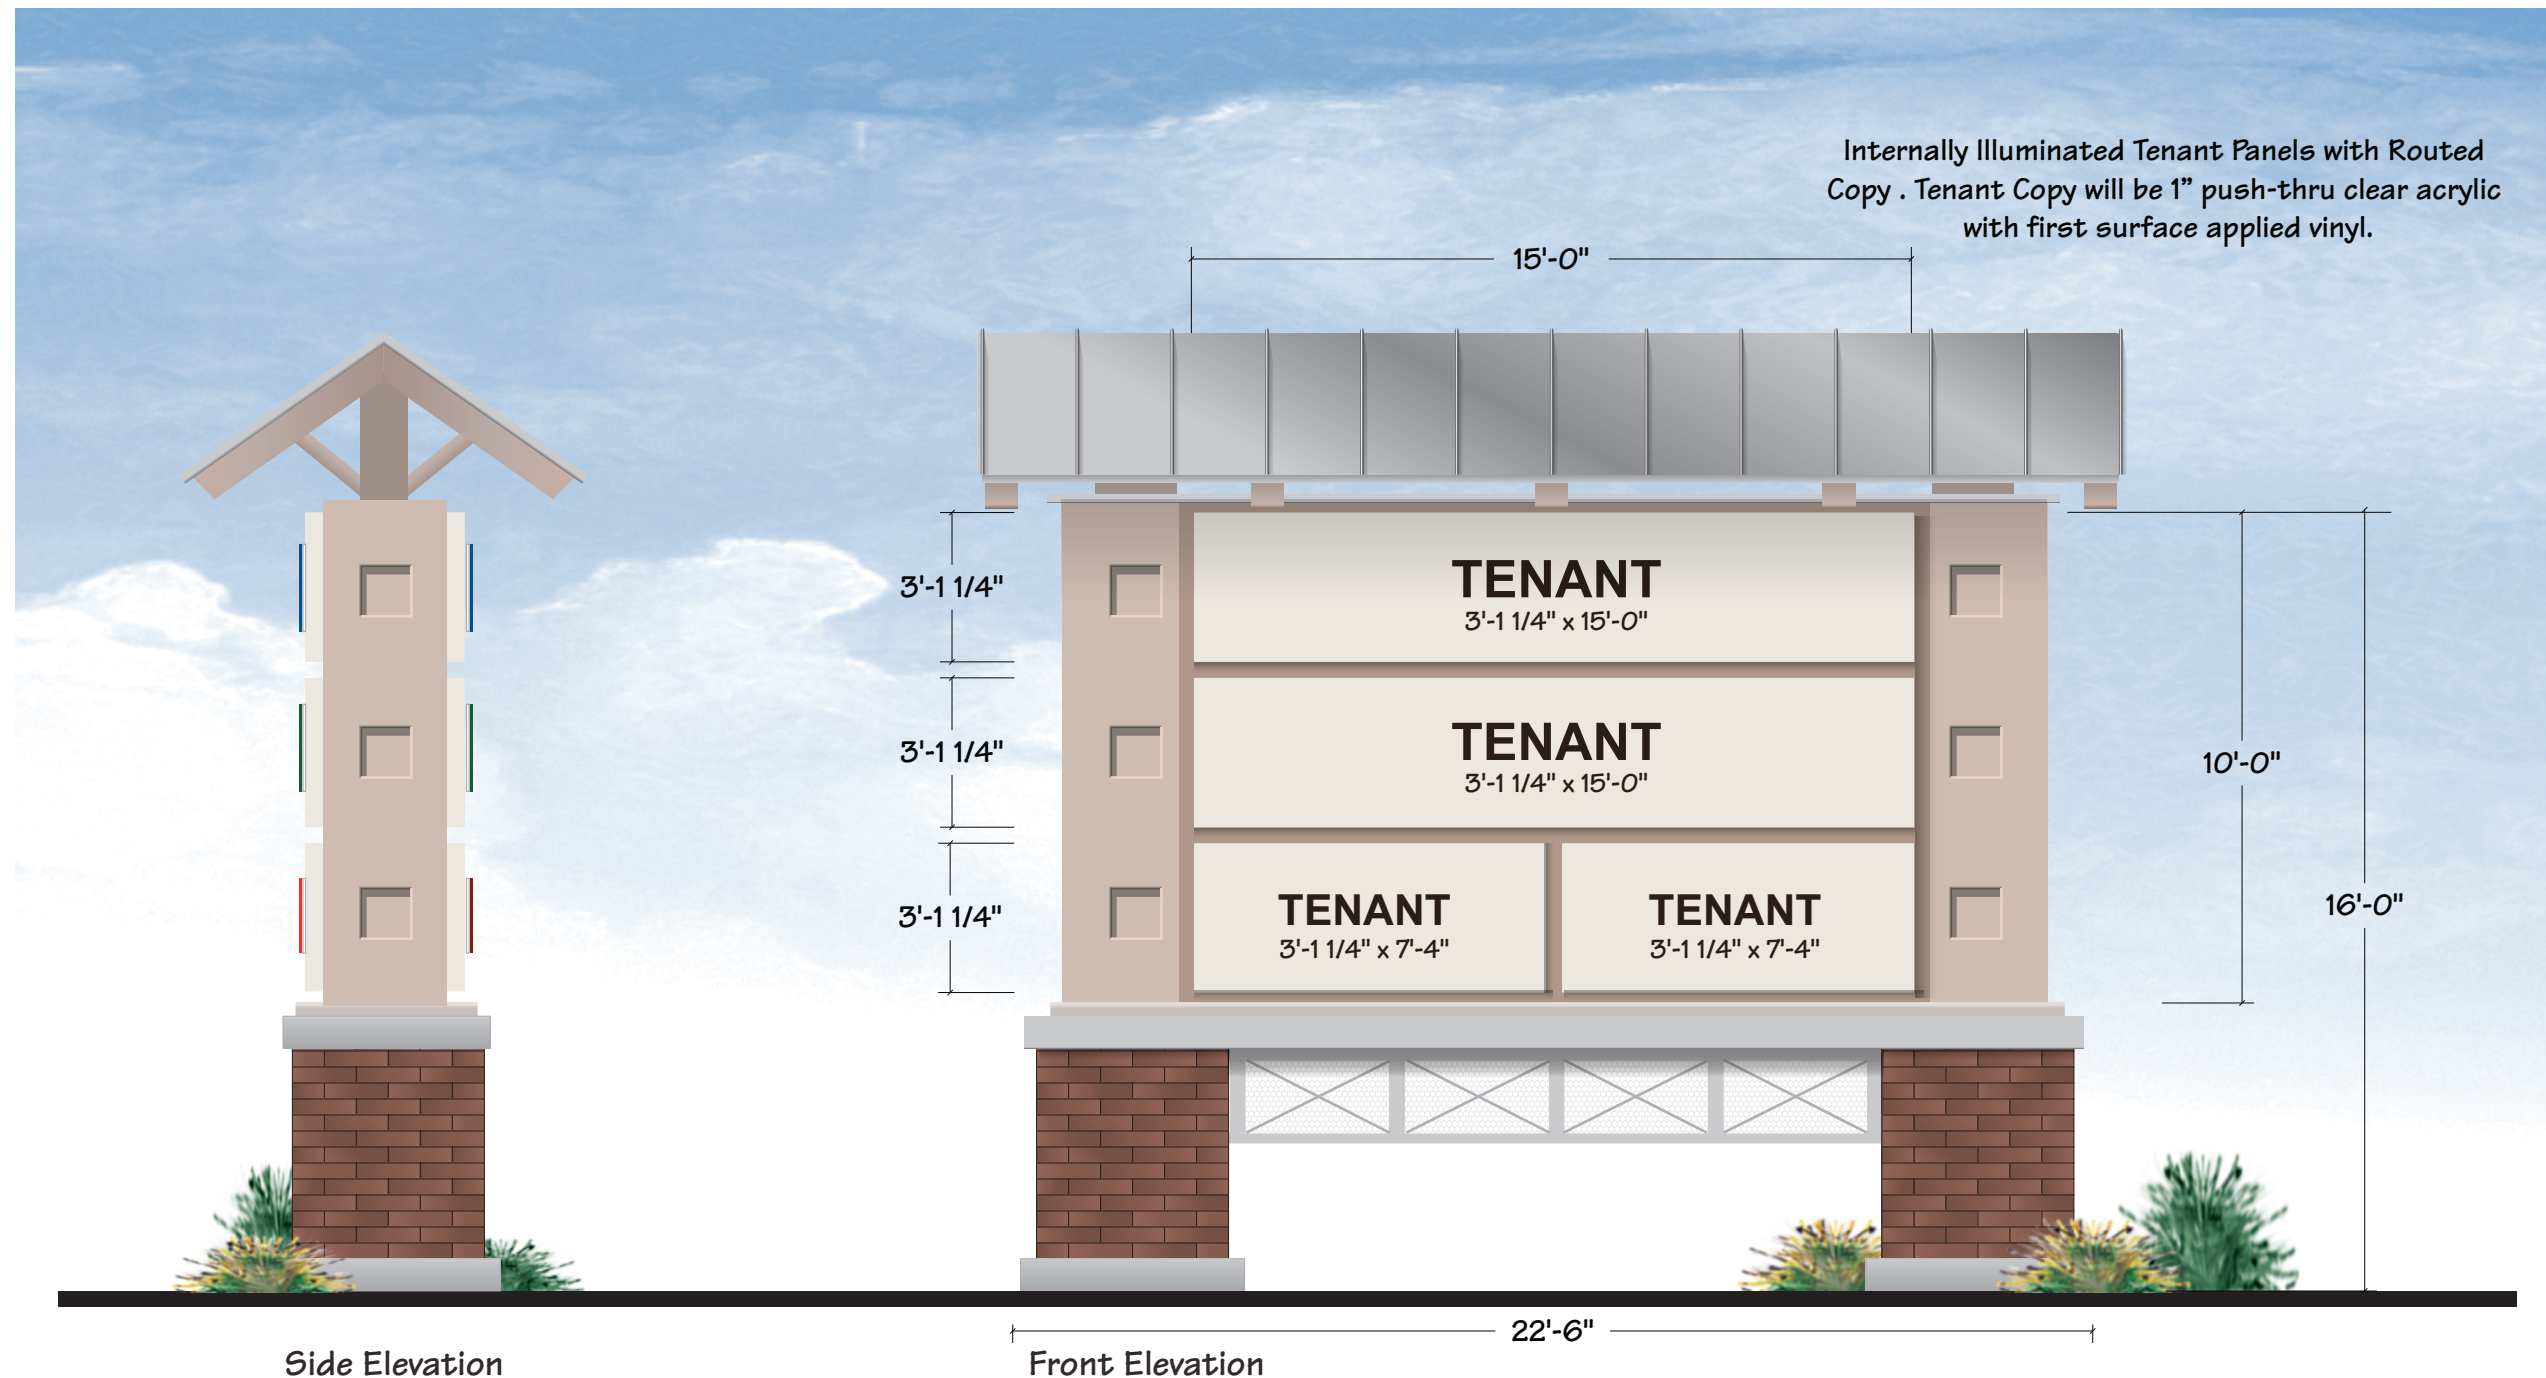 Internally Illuminated Tenant Panels with Routed
Copy . Tenant Copy will be 1” push-thru clear acrylic
with first surface applied vinyl.
15'-0"
3'-1 1/4"
TENANT
3'-1 1/4" x 15'-0"
3'-1 1/4"
TENANT
3'-1 1/4" x 15'-0"
10'-0"
16'-0"
3'-1 1/4"
TENANT
3'-1 1/4" x 7'-4"
TENANT
3'-1 1/4" x 7'-4"
22'-6"
Side Elevation
Front Elevation